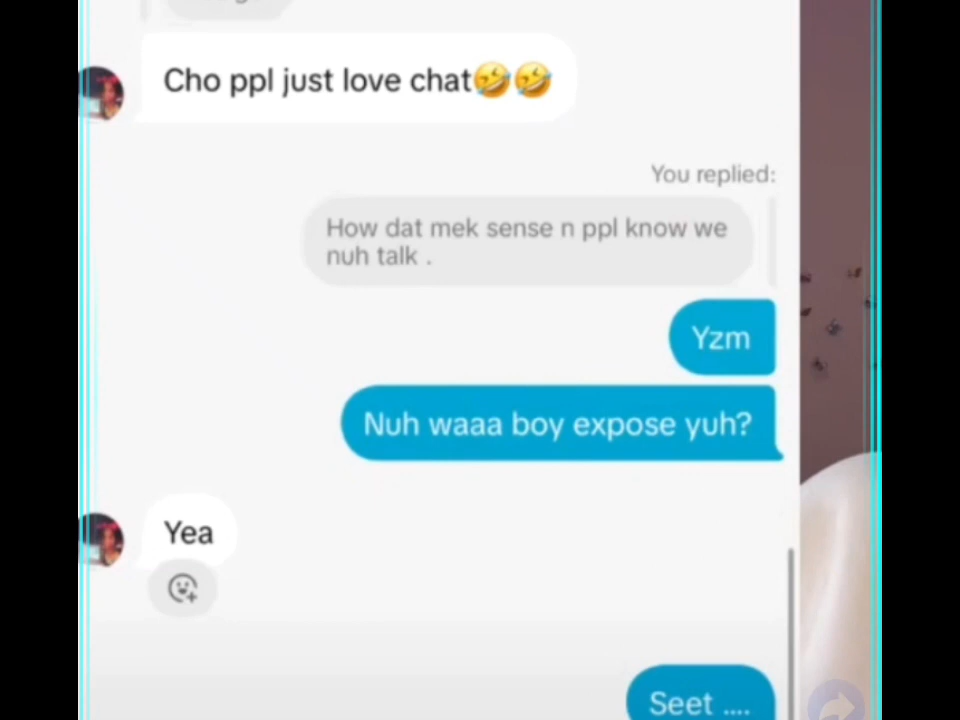 Cho ppl just love chat🤣🤣
You replied:
How dat mek sense n ppl know we
nuh talk .
Yzm
Nuh waaa boy expose yuh?
Yea
Seet ....